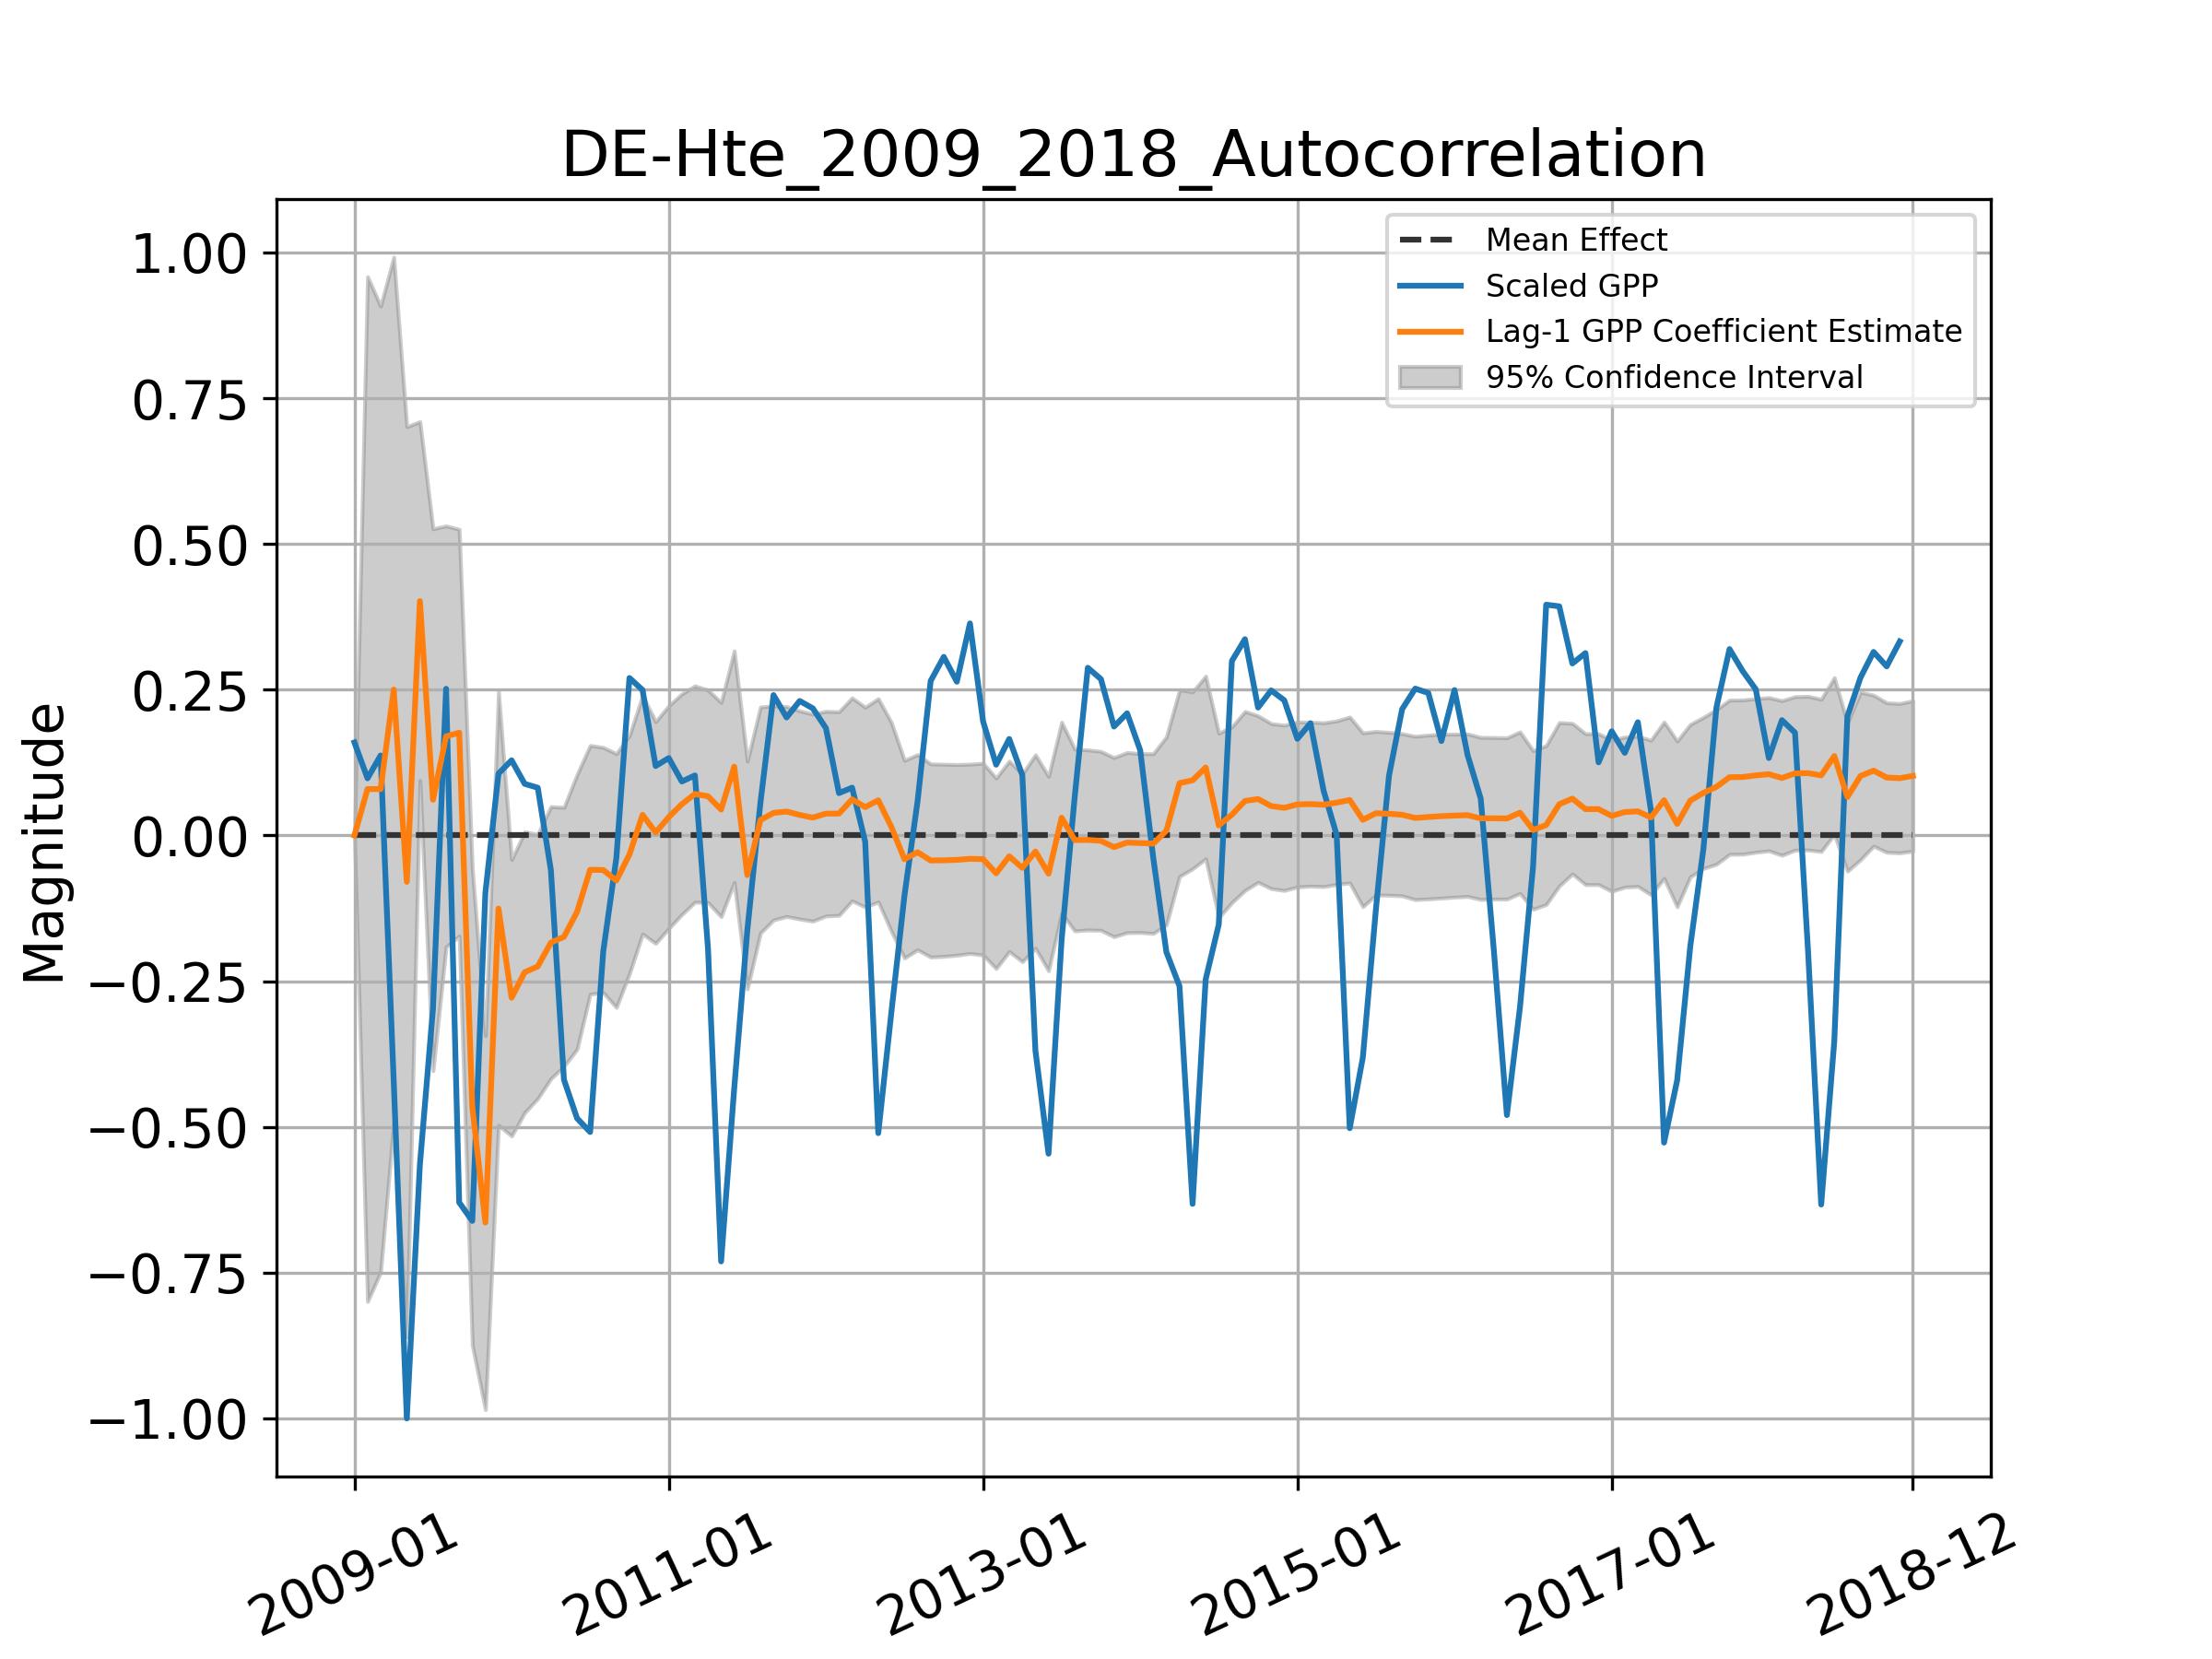 DE-Hte_2009_2018_Autocorrelation
Mean Effect
Scaled GPP
Lag-1 GPP Coefficient Estimate
95% Confidence Interval
Magnitude
1.00
0.75
0.50
0.25
0.00
−0.25
−0.50
−0.75
−1.00
2009-01
2011-01
2013-01
2015-01
2017-01
2018-12